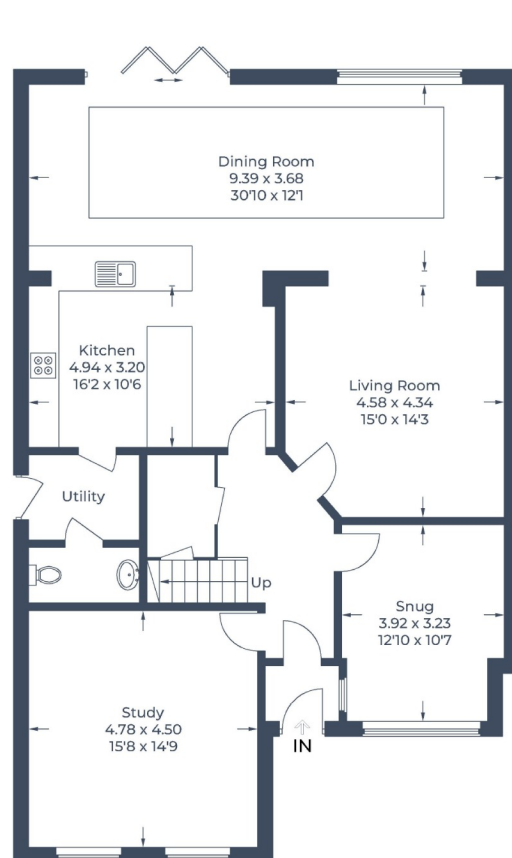 Dining Room
9.39 x 3.68
30'10 x 12'1
Kitchen
4.94 x 3.20
16'2 x 10'6
Living Room
4.58 x 4.34
15'0 x 14'3
Utility
Up
Snug
3.92 x 3.23
12'10 x 10'7
Study
4.78 x 4.50
15'8 x 14'9
IN